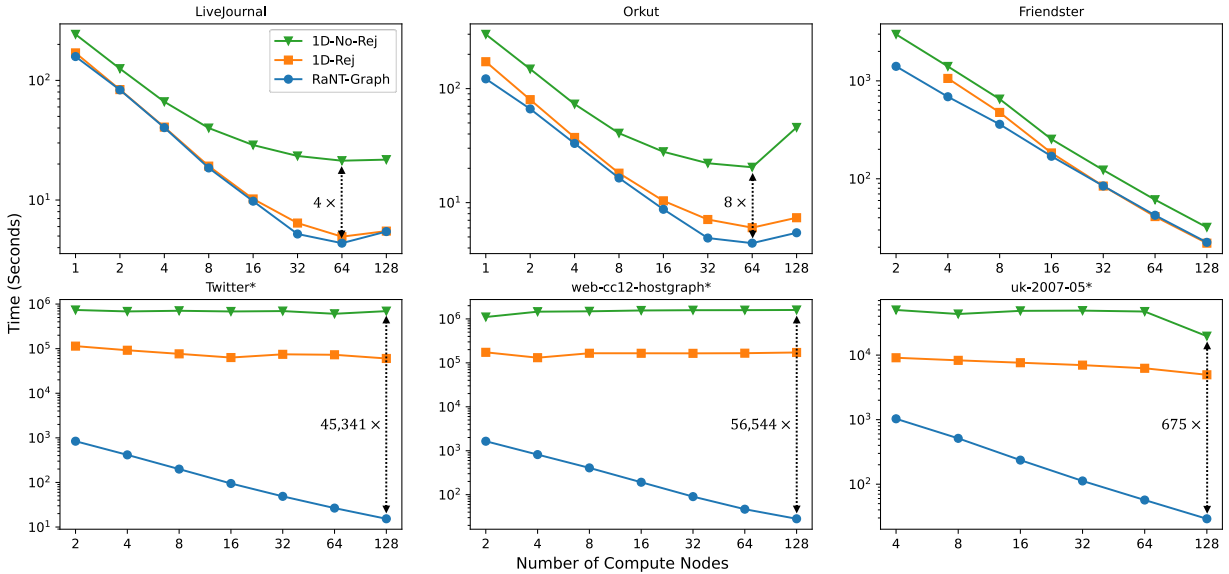 LiveJournal
Orkut
Friendster
1D-No-Rej
1D-Rej
RaNT-Graph
10²
10¹
4 ×
1 2 4 8 16 32 64 128
10²
10¹
8 ×
1 2 4 8 16 32 64 128
10³
10²
2 4 8 16 32 64 128
Time (Seconds)
Twitter*
web-cc12-hostgraph*
uk-2007-05*
10⁶
10⁵
10⁴
10³
10²
10¹
45,341 ×
2 4 8 16 32 64 128
10⁶
10⁵
10⁴
10³
10²
56,544 ×
2 4 8 16 32 64 128
10⁴
10³
10²
675 ×
4 8 16 32 64 128
Number of Compute Nodes